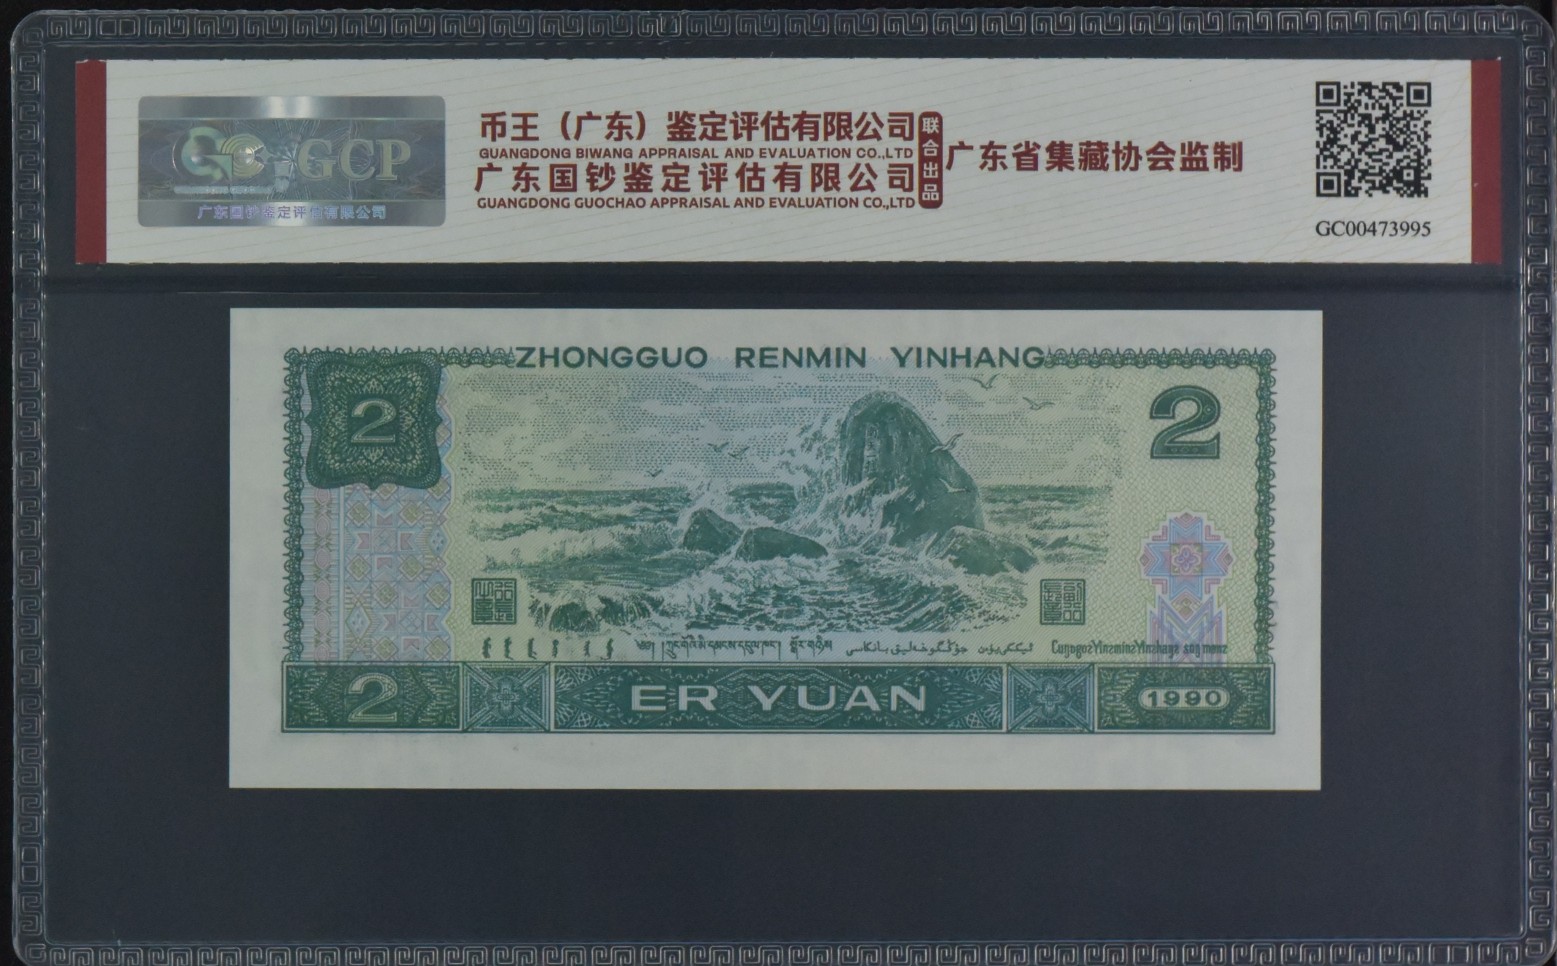 GCP
广东国钞鉴定评估有限公司
币王（广东）鉴定评估有限公司
GUANGDONG BIWANG APPRAISAL AND EVALUATION CO.,LTD
广东国钞鉴定评估有限公司
GUANGDONG GUOCHAO APPRAISAL AND EVALUATION CO.,LTD
联合出品
广东省集藏协会监制
GC00473995
ZHONGGUO RENMIN YINHANG
2
2
2
ER YUAN
1990